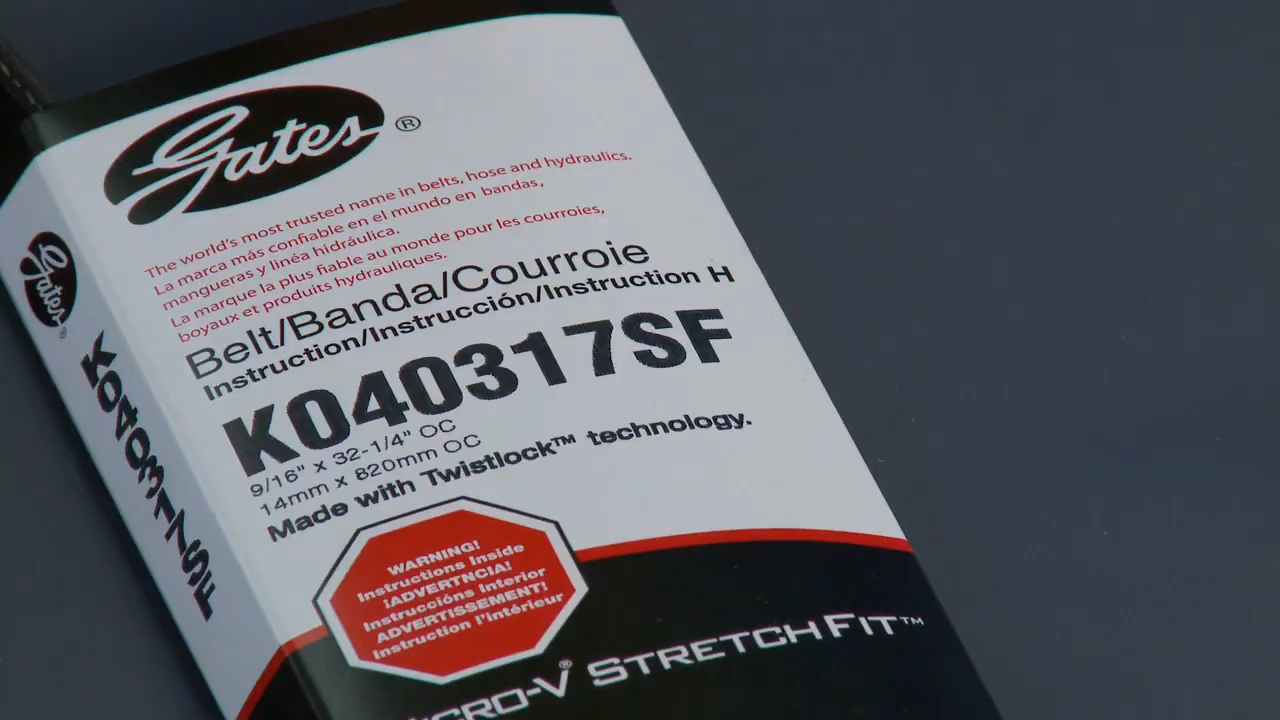 Gates®
The world's most trusted name in belts, hose and hydraulics.
La marca más confiable en el mundo en bandas,
mangueras y linéa hidráulica.
La marque la plus fiable au monde pour les courroies,
boyaux et produits hydrauliques.
Belt/Banda/Courroie
Instruction/Instrucción/Instruction H
K040317SF
9/16" x 32-1/4" OC
14mm x 820mm OC
Made with Twistlock™ technology.
WARNING!
Instructions Inside
¡ADVERTNCIA!
Instruccións Interior
ADVERTISSEMENT!
Instruction l'intérieur
STRETCHFIT™
Gates®
K040317SF